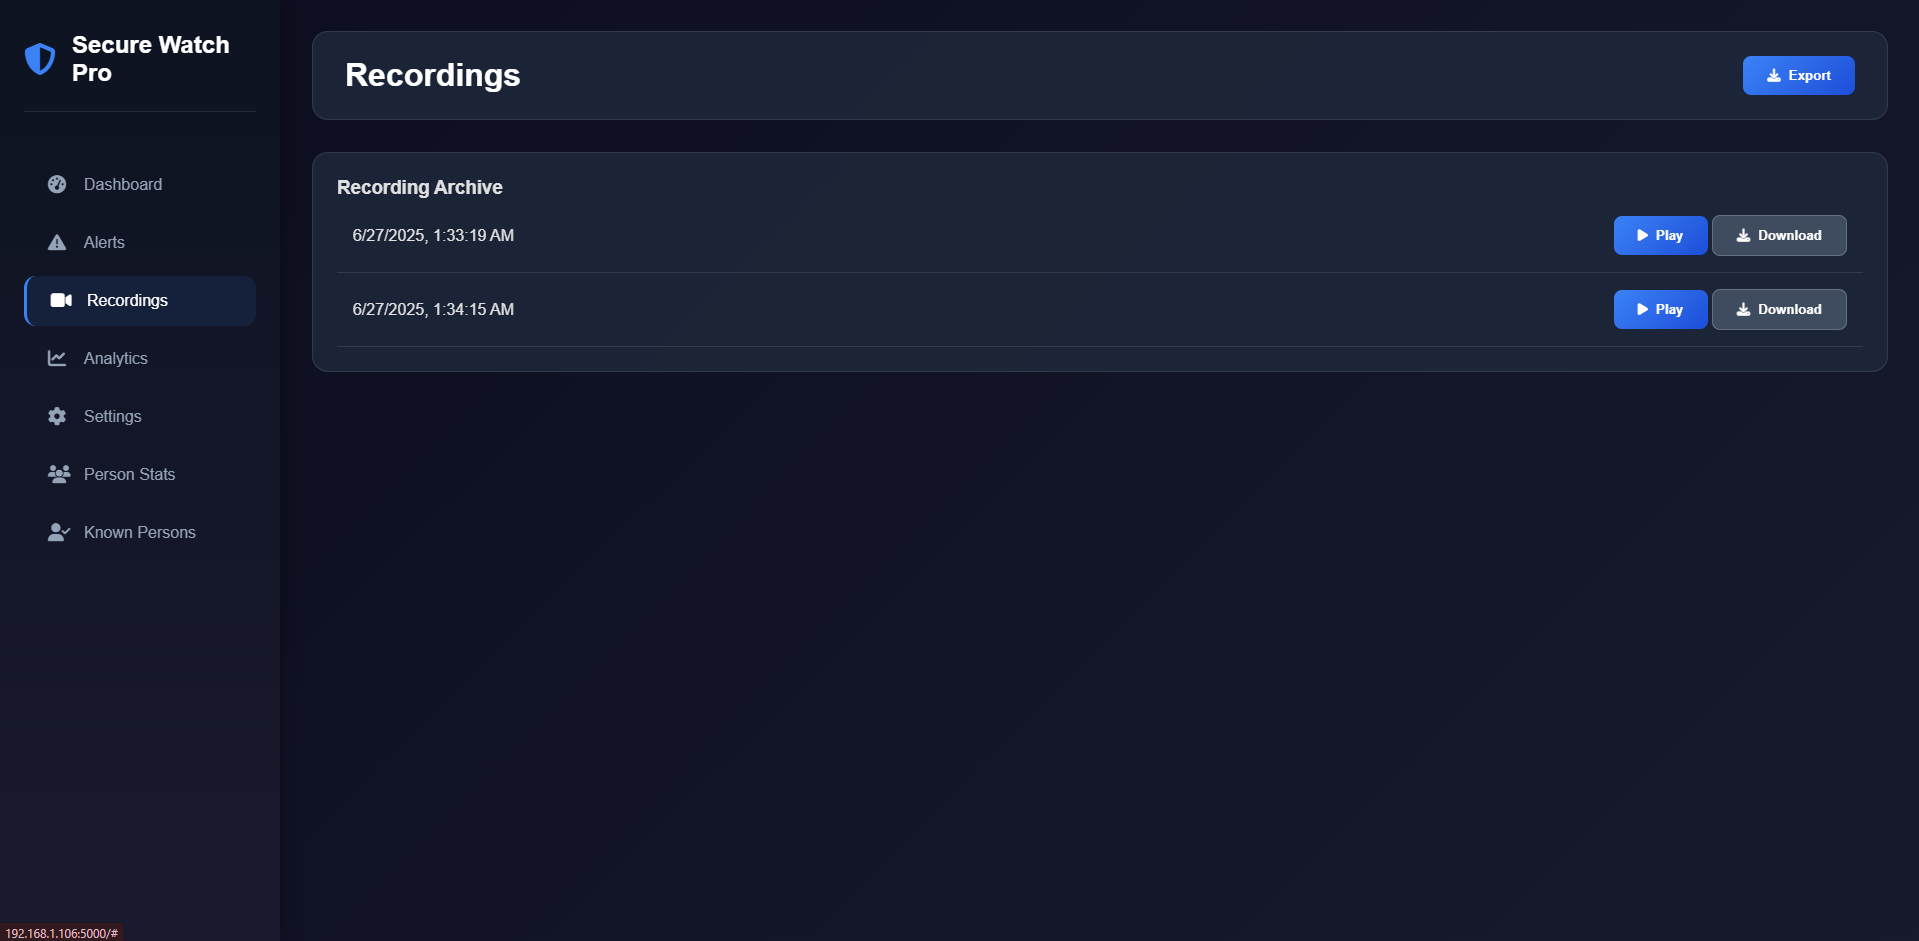 Secure Watch
Pro
Dashboard
Alerts
Recordings
Analytics
Settings
Person Stats
Known Persons
Recordings
Export
Recording Archive
6/27/2025, 1:33:19 AM
Play
Download
6/27/2025, 1:34:15 AM
Play
Download
192.168.1.106:5000/#